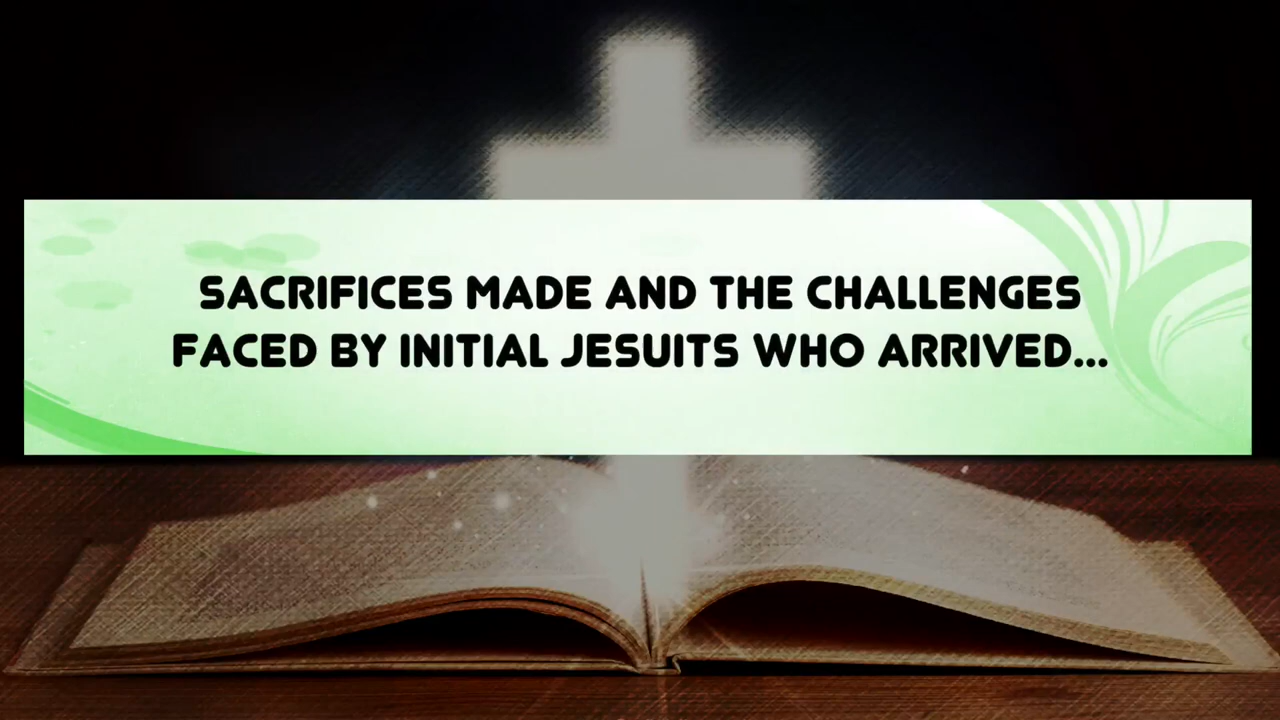 SACRIFICES MADE AND THE CHALLENGES
FACED BY INITIAL JESUITS WHO ARRIVED...